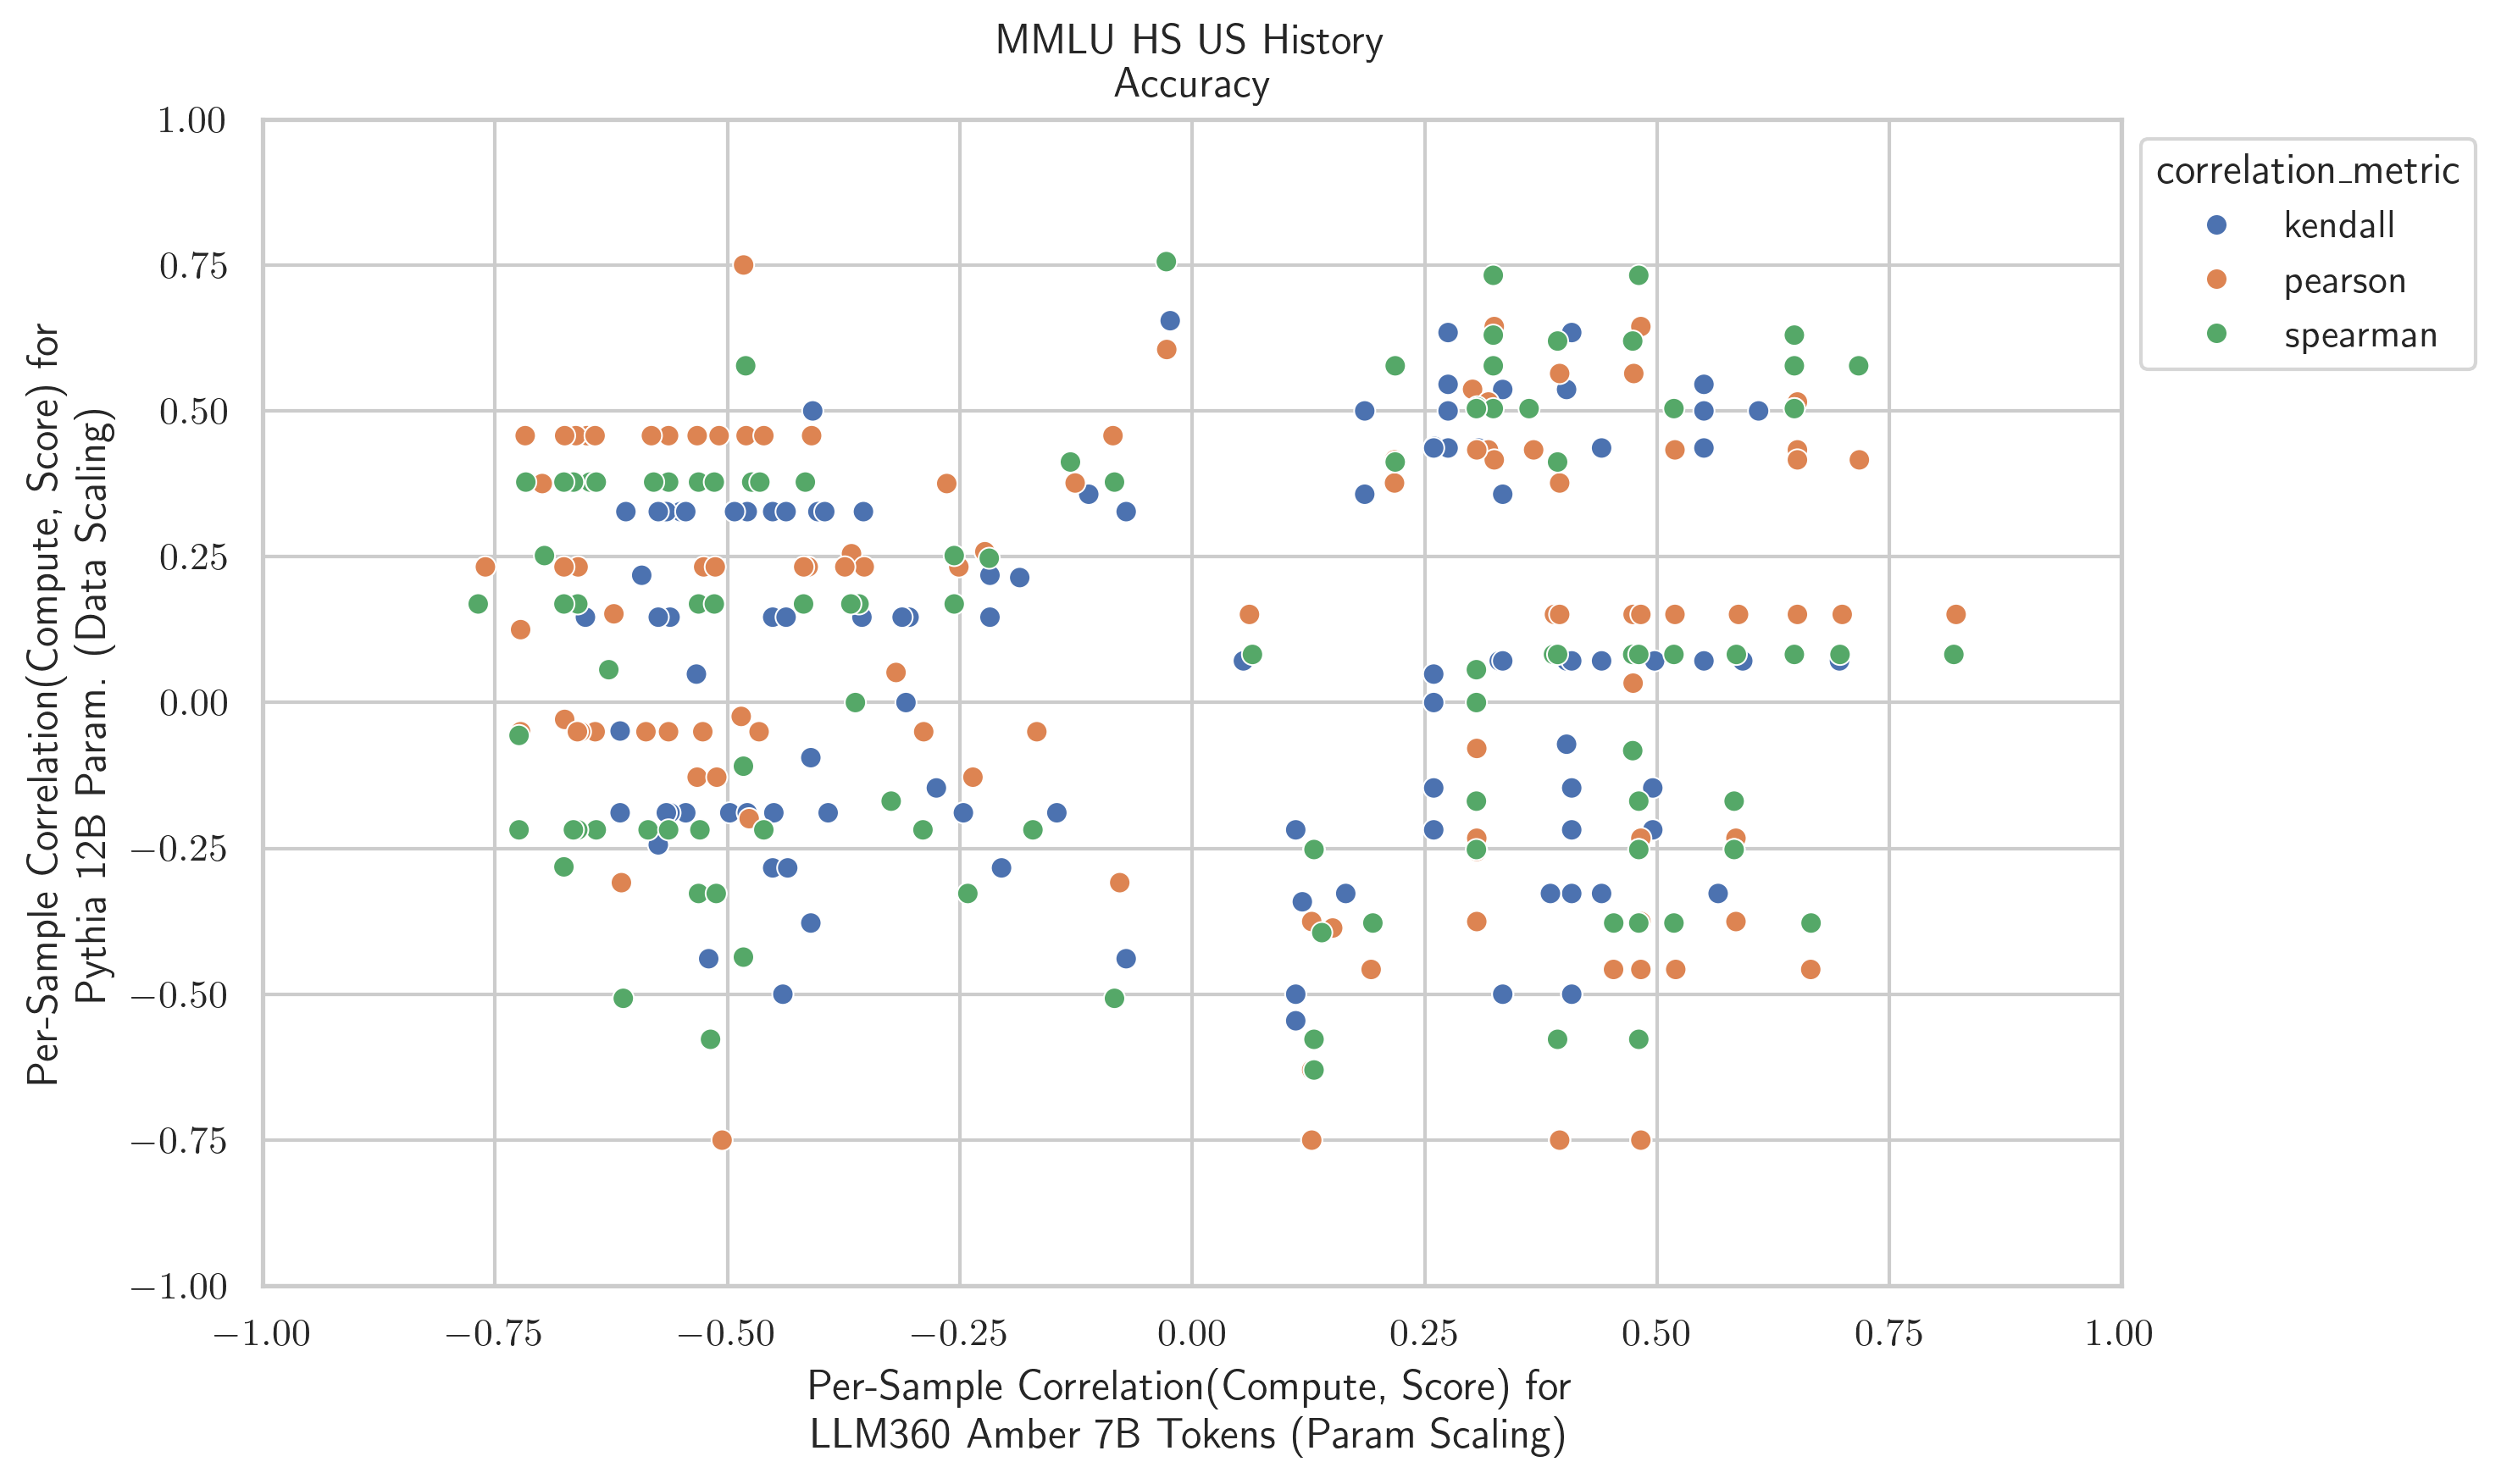 MMLU HS US History
Accuracy
Per-Sample Correlation(Compute, Score) for
Pythia 12B Param. (Data Scaling)
1.00
0.75
0.50
0.25
0.00
−0.25
−0.50
−0.75
−1.00
−1.00 −0.75 −0.50 −0.25 0.00 0.25 0.50 0.75 1.00
Per-Sample Correlation(Compute, Score) for
LLM360 Amber 7B Tokens (Param Scaling)
correlation_metric
kendall
pearson
spearman